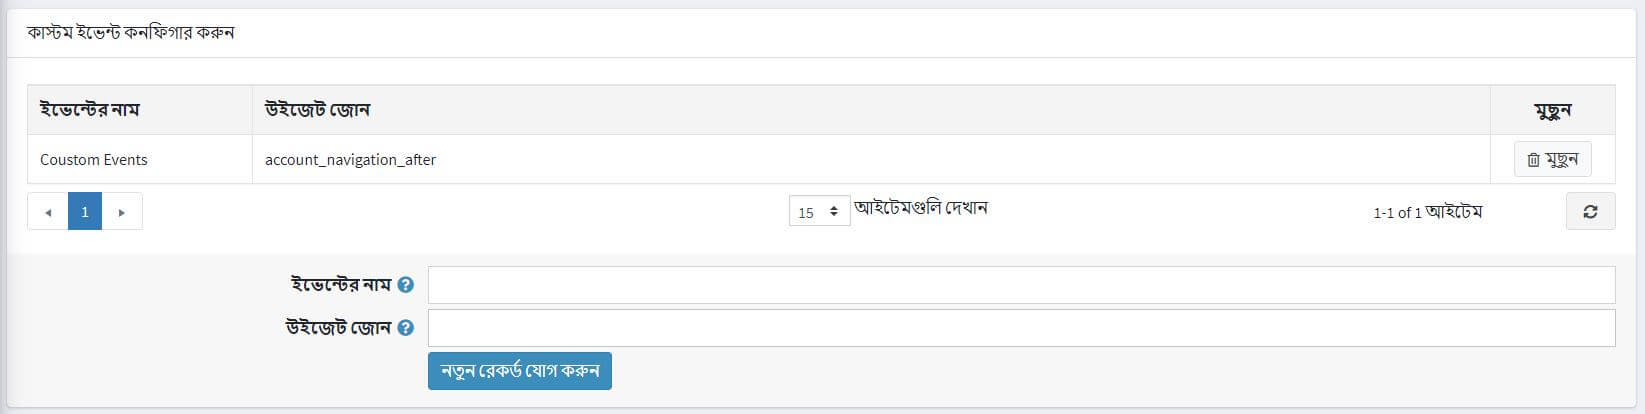 কাস্টম ইভেন্ট কনফিগার করুন
ইভেন্টের নাম উইজেট জোন মুছুন
Coustom Events account_navigation_after মুছুন
1 15 আইটেমগুলি দেখান 1-1 of 1 আইটেম
ইভেন্টের নাম
উইজেট জোন
নতুন রেকর্ড যোগ করুন